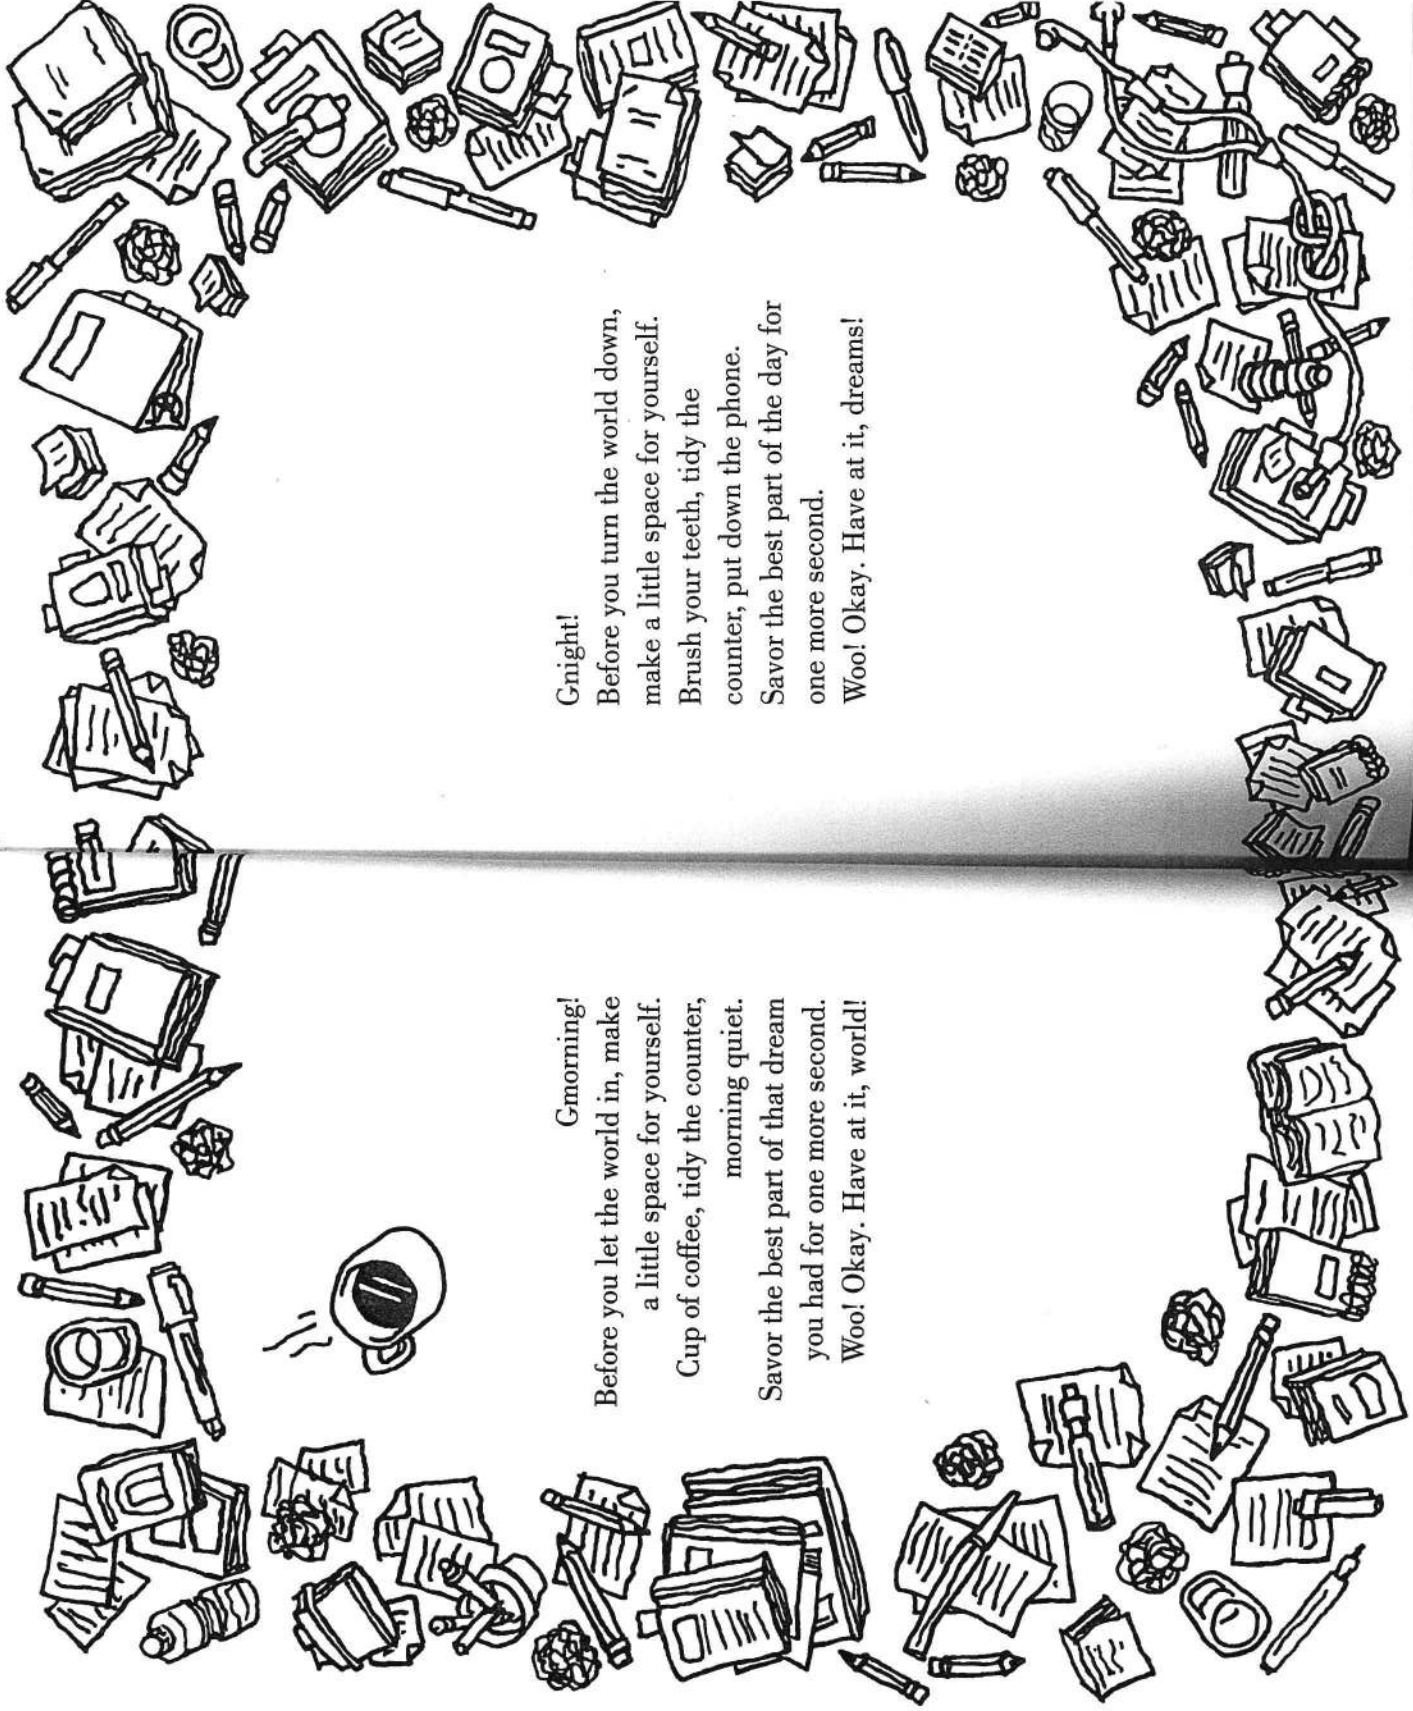 Gmorning!
Before you let the world in, make
a little space for yourself.
Cup of coffee, tidy the counter,
morning quiet.
Savor the best part of that dream
you had for one more second.
Woo! Okay. Have at it, world!
Gnight!
Before you turn the world down,
make a little space for yourself.
Brush your teeth, tidy the
counter, put down the phone.
Savor the best part of the day for
one more second.
Woo! Okay. Have at it, dreams!